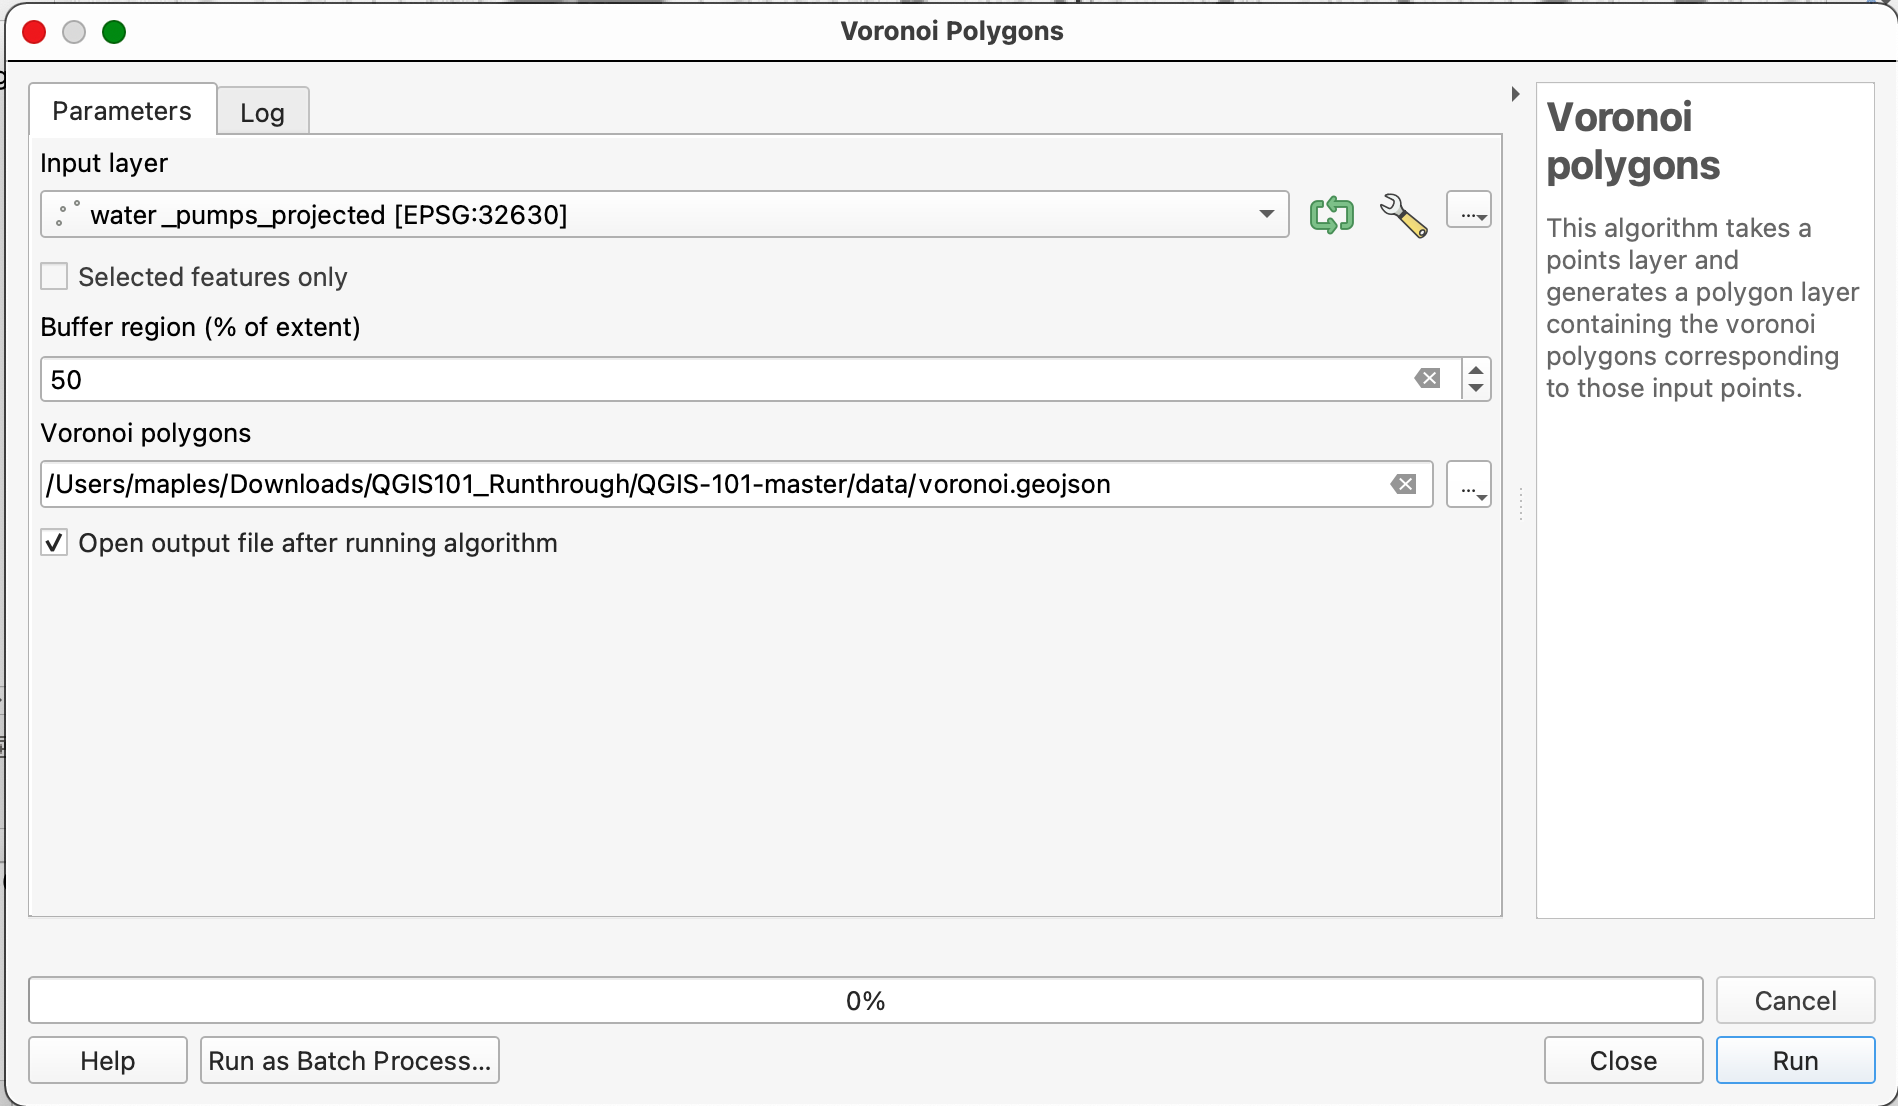 Voronoi Polygons
Parameters
Log
Input layer
water_pumps_projected [EPSG:32630]
...
Selected features only
Buffer region (% of extent)
50
Voronoi polygons
/Users/maples/Downloads/QGIS101_Runthrough/QGIS-101-master/data/voronoi.geojson
...
Open output file after running algorithm
Voronoi
polygons
This algorithm takes a
points layer and
generates a polygon layer
containing the voronoi
polygons corresponding
to those input points.
0%
Cancel
Help
Run as Batch Process...
Close
Run